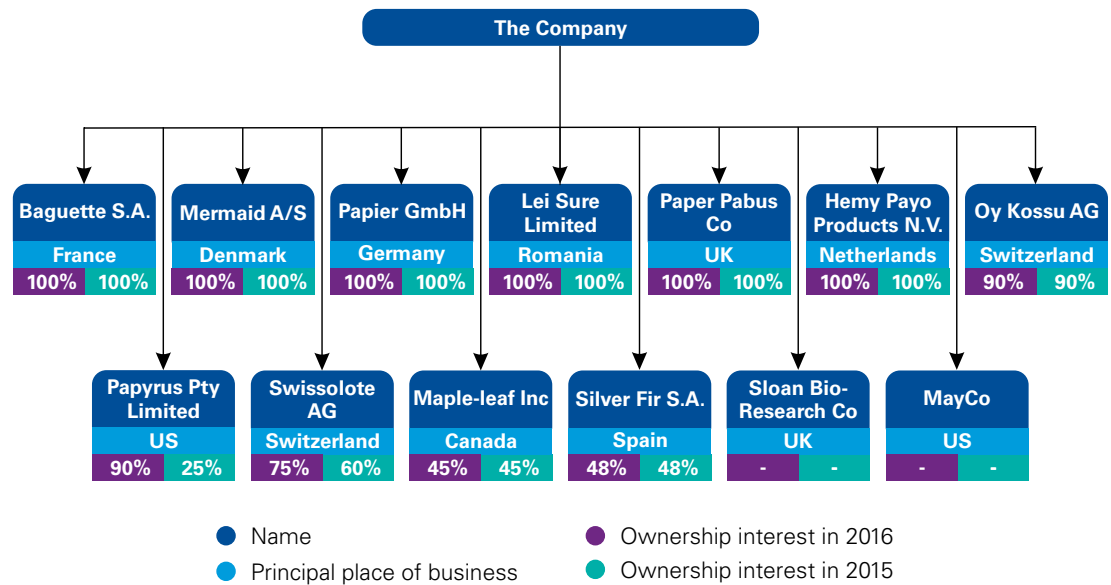 The Company
Baguette S.A.
France
100% 100%
Mermaid A/S
Denmark
100% 100%
Papier GmbH
Germany
100% 100%
Lei Sure
Limited
Romania
100% 100%
Paper Pabus
Co
UK
100% 100%
Hemy Payo
Products N.V.
Netherlands
100% 100%
Oy Kossu AG
Switzerland
90% 90%
Papyrus Pty
Limited
US
90% 25%
Swissolote
AG
Switzerland
75% 60%
Maple-leaf Inc
Canada
45% 45%
Silver Fir S.A.
Spain
48% 48%
Sloan Bio-
Research Co
UK
- -
MayCo
US
- -
Name
Principal place of business
Ownership interest in 2016
Ownership interest in 2015